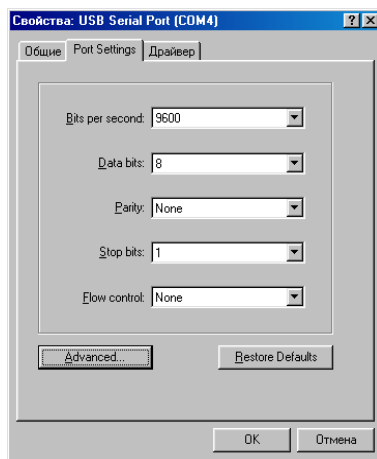 Свойства: USB Serial Port (COM4)
Общие Port Settings Драйвер
Bits per second: 9600
Data bits: 8
Parity: None
Stop bits: 1
Flow control: None
Advanced... Restore Defaults
OK Отмена